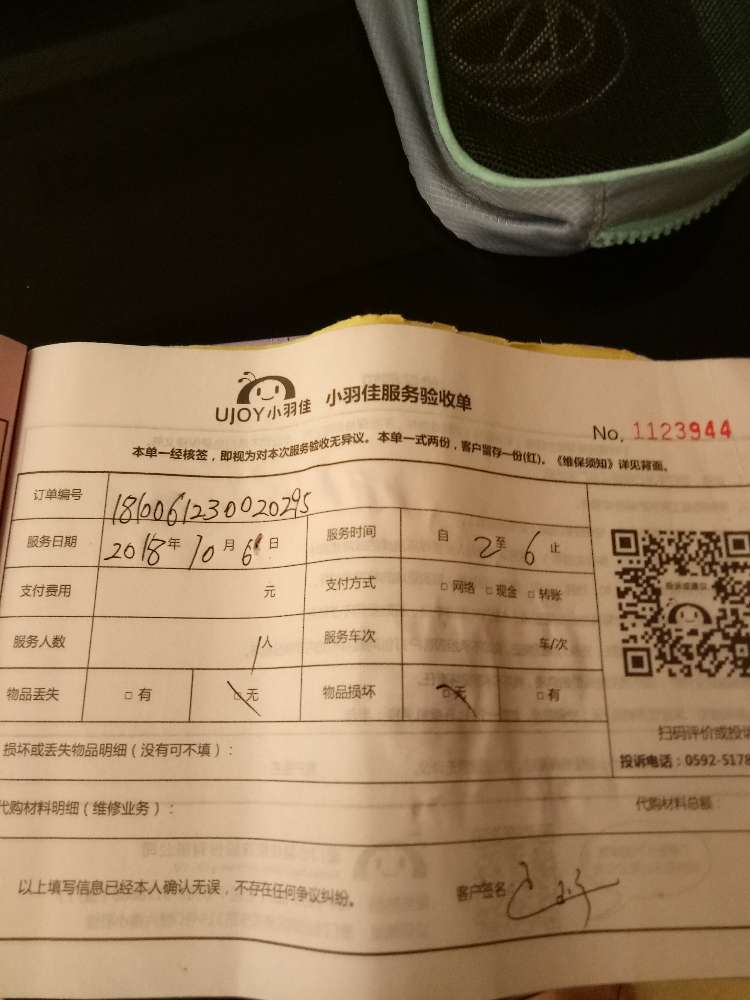 UJOY小羽佳 小羽佳服务验收单
No. 1123944
本单一经核签，即视为对本次服务验收无异议。本单一式两份，客户留存一份(红)。《维保须知》详见背面。
订单编号 1810061230020295
服务日期 2018年10月6日 服务时间 自2至6止
支付费用 元 支付方式 □网络 □现金 □转账
投诉或建议
服务人数 1人 服务车次 车/次
物品丢失 □有 □无 物品损坏 □无 □有
扫码评价或投诉
损坏或丢失物品明细（没有可不填）：
投诉电话：0592-5178
代购材料明细（维修业务）：
代购材料总额：
以上填写信息已经本人确认无误，不存在任何争议纠纷。
客户签名：